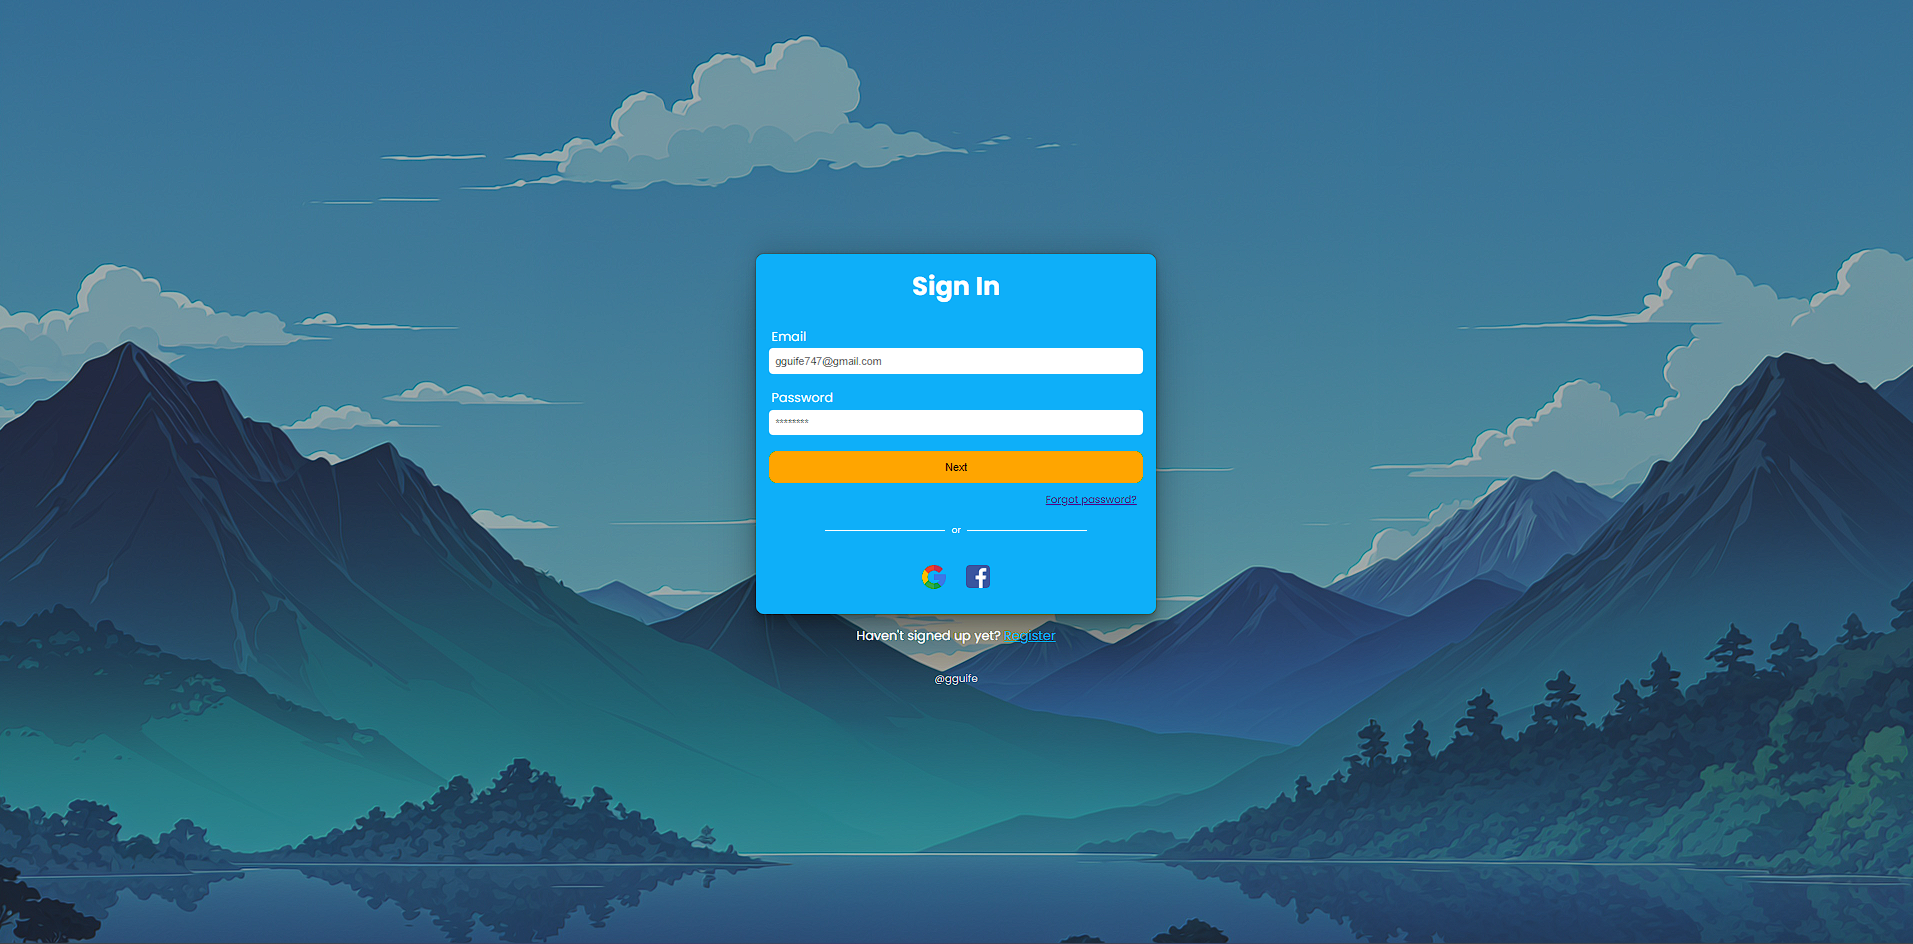 Sign In
Email
gguife747@gmail.com
Password
********
Next
Forgot password?
or
Haven't signed up yet? Register
@gguife